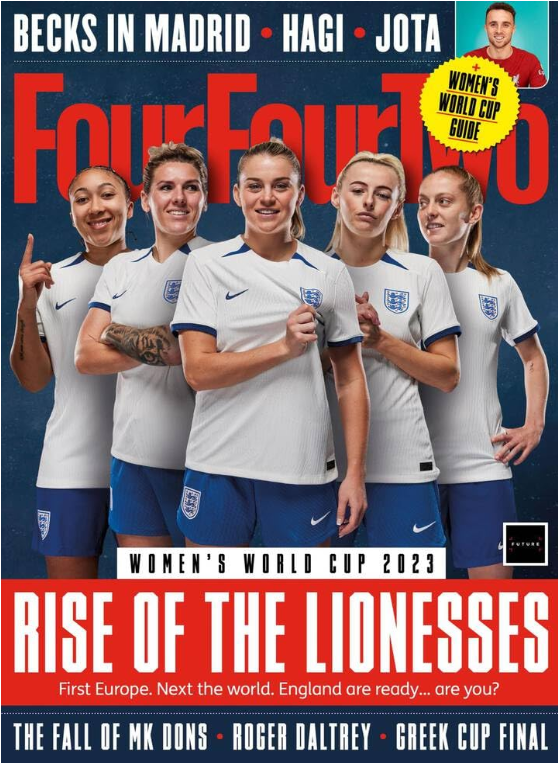 BECKS IN MADRID • HAGI • JOTA
FourFourTwo
+
WOMEN'S
WORLD CUP
GUIDE
FUTURE
WOMEN'S WORLD CUP 2023
RISE OF THE LIONESSES
First Europe. Next the world. England are ready... are you?
THE FALL OF MK DONS • ROGER DALTREY • GREEK CUP FINAL